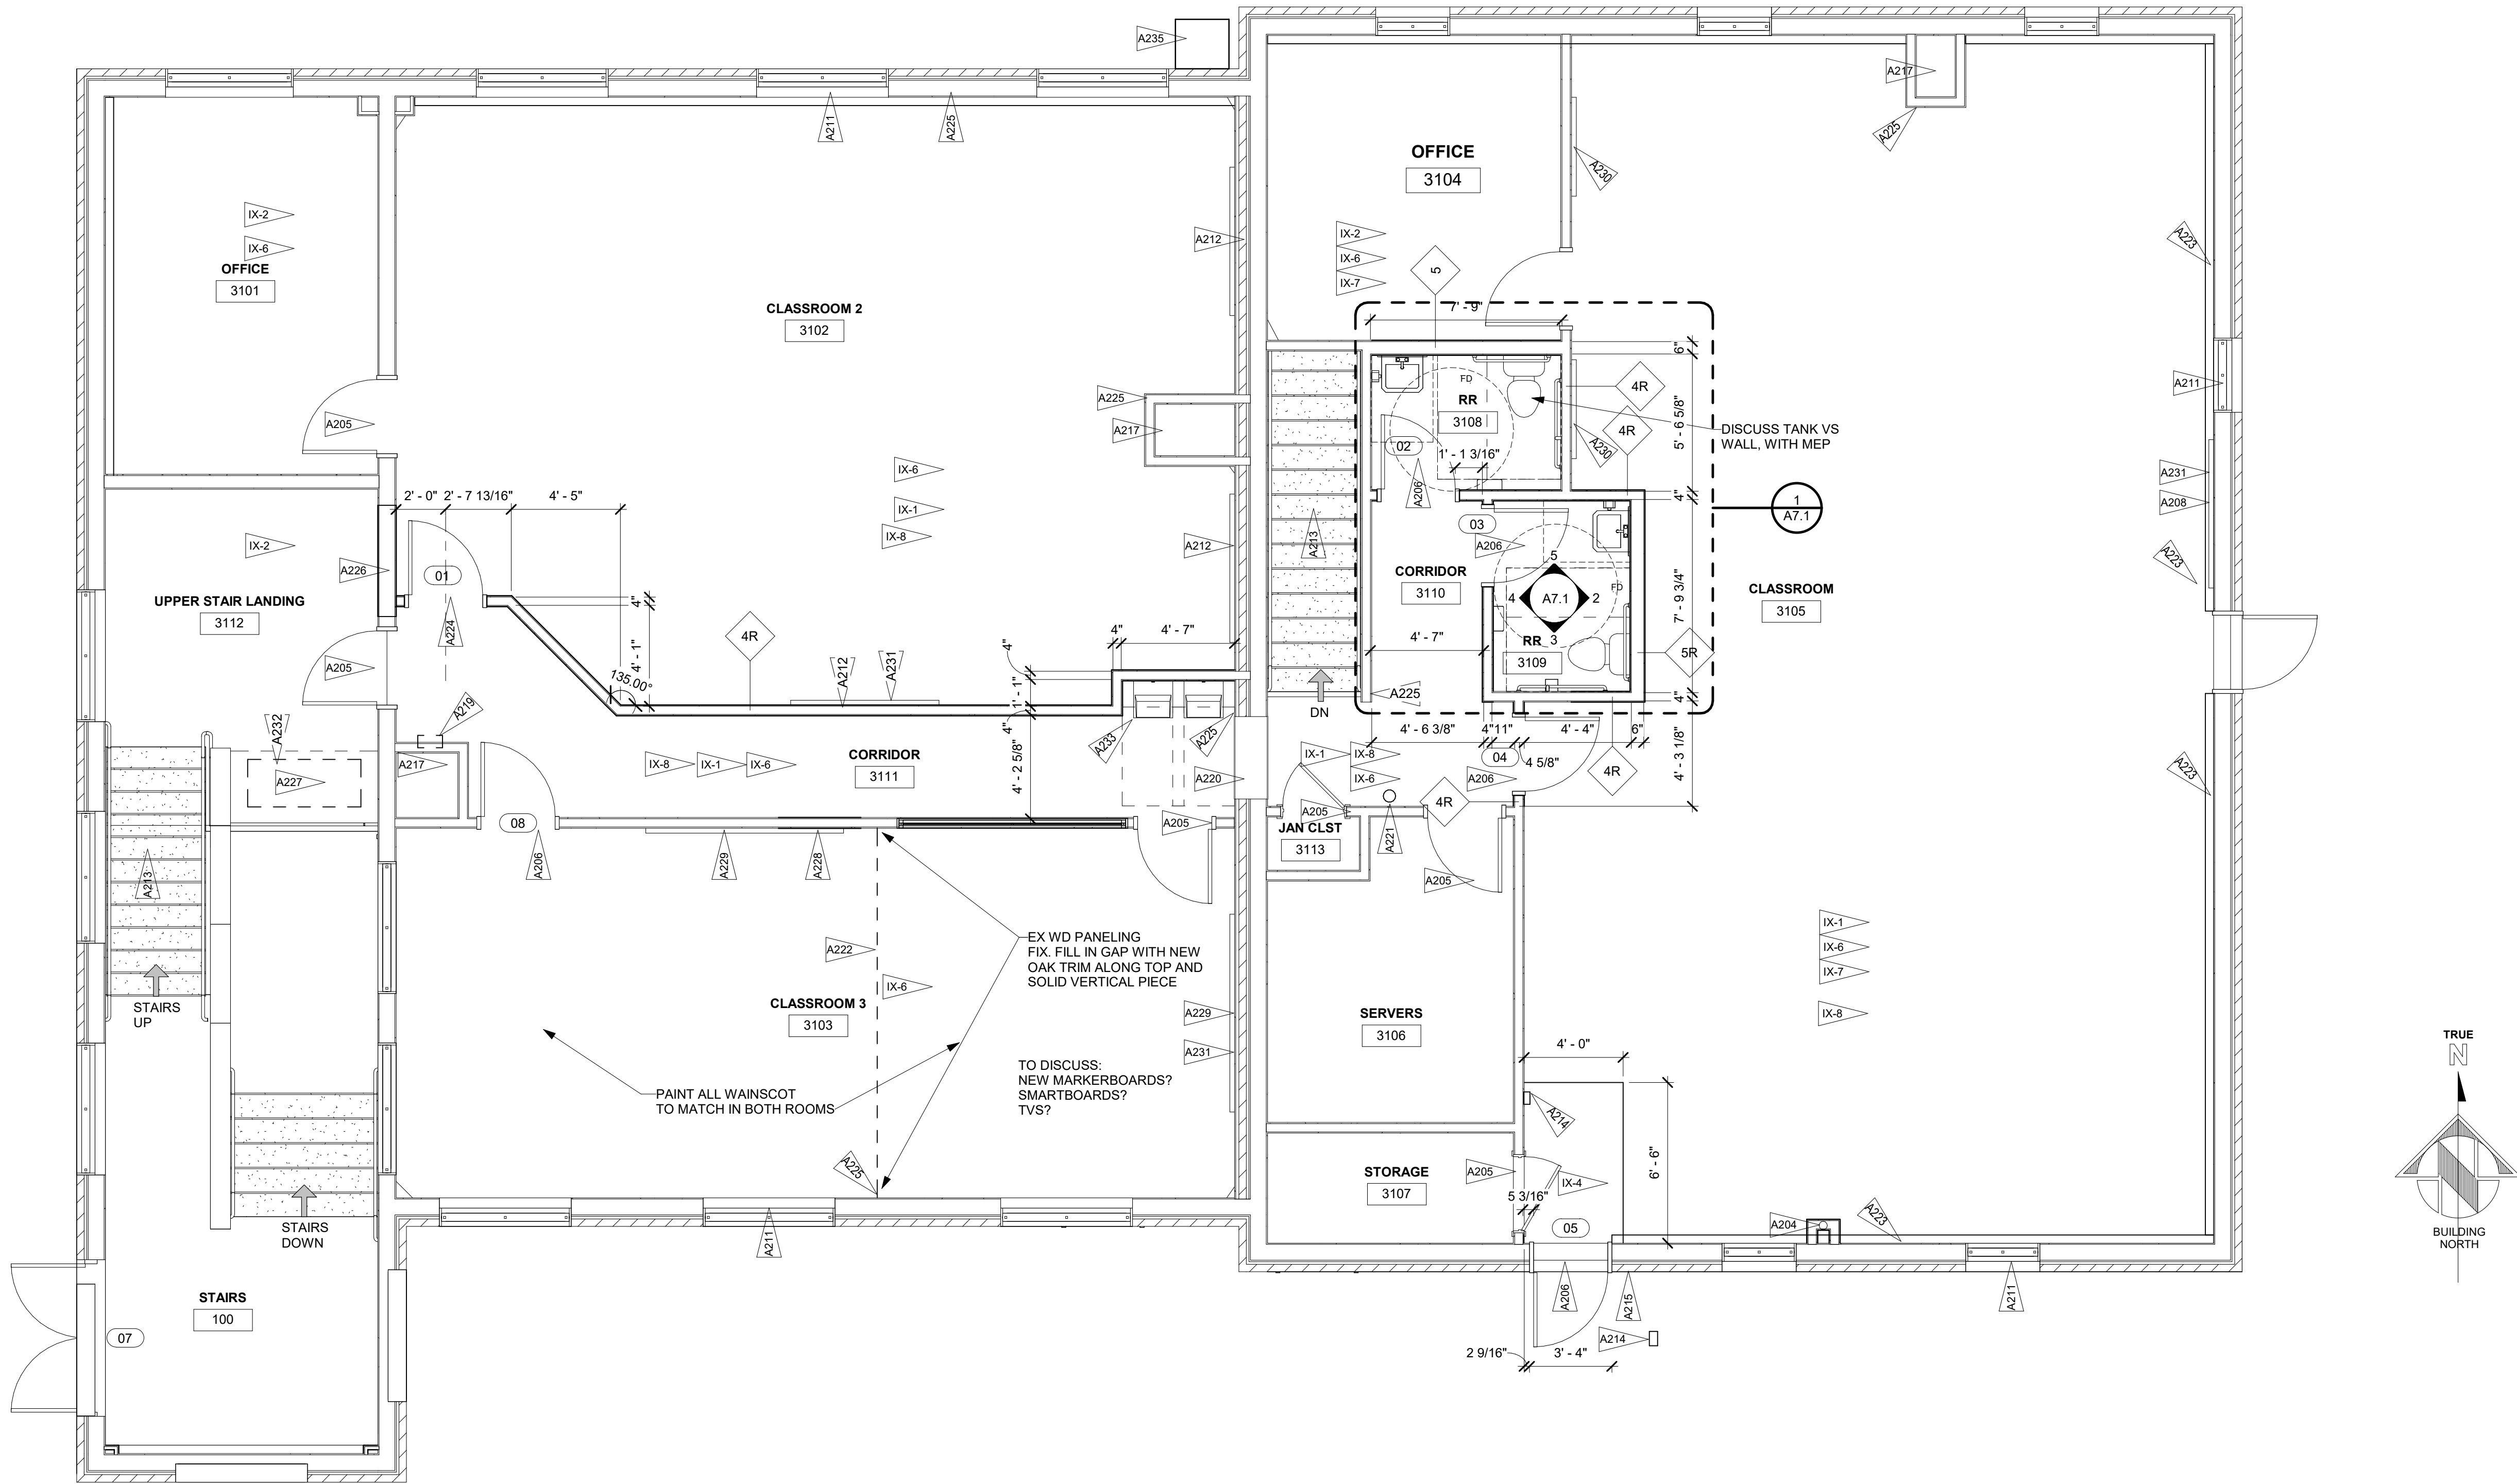 A235
A217
A211
A225
A225
OFFICE
3104
A230
IX-2
IX-6
OFFICE
3101
A212
IX-2
IX-6
IX-7
5
A223
CLASSROOM 2
3102
7' - 9"
6"
A205
A225
A217
FD
RR
3108
4R
A211
5' - 6 5/8"
DISCUSS TANK VS
WALL, WITH MEP
4R
A230
02
1' - 1 3/16"
A206
IX-6
IX-1
IX-8
A231
A208
2' - 0"
2' - 7 13/16"
4' - 5"
4"
1
A7.1
03
A206
A213
A212
IX-2
A226
01
A223
UPPER STAIR LANDING
3112
A224
CORRIDOR
3110
5
FD
4
A7.1
2
3
RR
3109
CLASSROOM
3105
7' - 9 3/4"
4"
4' - 1"
4R
4"
4' - 7"
4' - 7"
5R
A205
135.00°
A212
A231
4"
1' - 1"
A225
4"
DN
A219
A232
4"
A233
A225
4' - 6 3/8"
4"
11"
4' - 4"
6"
4' - 3 1/8"
A217
IX-8
IX-1
IX-6
CORRIDOR
3111
4' - 2 5/8"
A220
IX-1
IX-8
IX-6
04
4 5/8"
A206
4R
A223
A227
08
A205
A205
4R
JAN CLST
3113
A221
A206
A229
A228
A205
A213
EX WD PANELING
FIX. FILL IN GAP WITH NEW
OAK TRIM ALONG TOP AND
SOLID VERTICAL PIECE
IX-1
IX-6
IX-7
A222
IX-6
CLASSROOM 3
3103
STAIRS
UP
A229
SERVERS
3106
IX-8
4' - 0"
TRUE
N
A231
TO DISCUSS:
NEW MARKERBOARDS?
SMARTBOARDS?
TVS?
PAINT ALL WAINSCOT
TO MATCH IN BOTH ROOMS
A214
A225
STORAGE
3107
A205
IX-4
5 3/16"
6' - 6"
STAIRS
DOWN
A211
05
A204
A223
BUILDING
NORTH
STAIRS
100
A206
A215
A211
07
A214
2 9/16"
3' - 4"